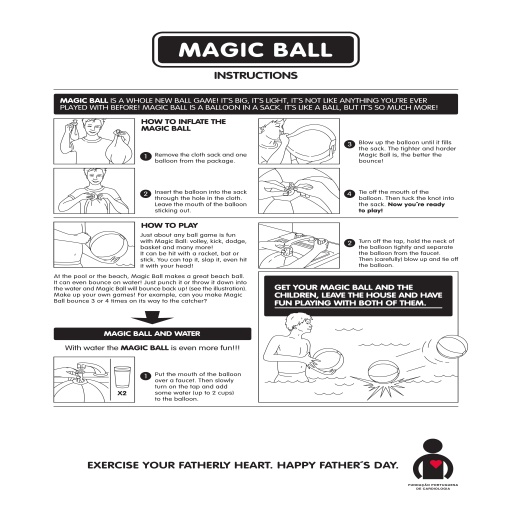 MAGIC BALL
INSTRUCTIONS
MAGIC BALL IS A WHOLE NEW BALL GAME! IT'S BIG, IT'S LIGHT, IT'S NOT LIKE ANYTHING YOU'RE EVER
PLAYED WITH BEFORE! MAGIC BALL IS A BALLOON IN A SACK. IT'S LIKE A BALL, BUT IT'S SO MUCH MORE!
HOW TO INFLATE THE
MAGIC BALL
1 Remove the cloth sack and one
balloon from the package.
2 Insert the balloon into the sack
through the hole in the cloth.
Leave the mouth of the balloon
sticking out.
3 Blow up the balloon until it fills
the sack. The tighter and harder
Magic Ball is, the better the
bounce!
4 Tie off the mouth of the
balloon. Then tuck the knot into
the sack. Now you're ready
to play!
HOW TO PLAY
Just about any ball game is fun
with Magic Ball: volley, kick, dodge,
basket and many more!
It can be hit with a racket, bat or
stick. You can tap it, slap it, even hit
it with your head!
At the pool or the beach, Magic Ball makes a great beach ball.
It can even bounce on water! Just punch it or throw it down into
the water and Magic Ball will bounce back up! (see the illustration).
Make up your own games! For example, can you make Magic
Ball bounce 3 or 4 times on its way to the catcher?
MAGIC BALL AND WATER
With water the MAGIC BALL is even more fun!!!
X2
1 Put the mouth of the balloon
over a faucet. Then slowly
turn on the tap and add
some water (up to 2 cups)
to the balloon.
2 Turn off the tap, hold the neck of
the balloon tightly and separate
the balloon from the faucet.
Then (carefully) blow up and tie off
the balloon.
GET YOUR MAGIC BALL AND THE
CHILDREN, LEAVE THE HOUSE AND HAVE
FUN PLAYING WITH BOTH OF THEM.
EXERCISE YOUR FATHERLY HEART. HAPPY FATHER'S DAY.
FUNDAÇÃO PORTUGUESA
DE CARDIOLOGIA